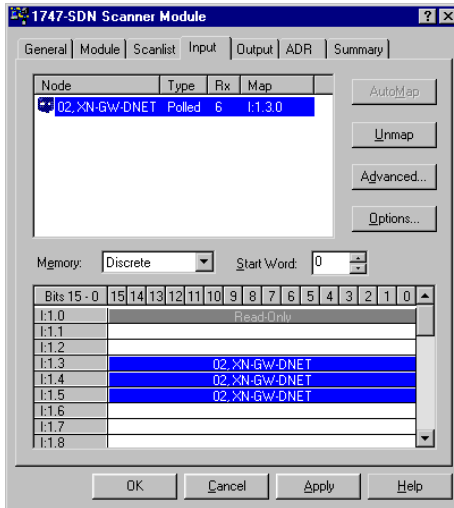 1747-SDN Scanner Module
General Module Scanlist Input Output ADR Summary
Node Type Rx Map
02, XN-GW-DNET Polled 6 I:1.3.0
AutoMap
Unmap
Advanced...
Options...
Memory: Discrete Start Word: 0
Bits 15 - 0 15 14 13 12 11 10 9 8 7 6 5 4 3 2 1 0
I:1.0 Read-Only
I:1.1
I:1.2
I:1.3 02, XN-GW-DNET
I:1.4 02, XN-GW-DNET
I:1.5 02, XN-GW-DNET
I:1.6
I:1.7
I:1.8
OK Cancel Apply Help